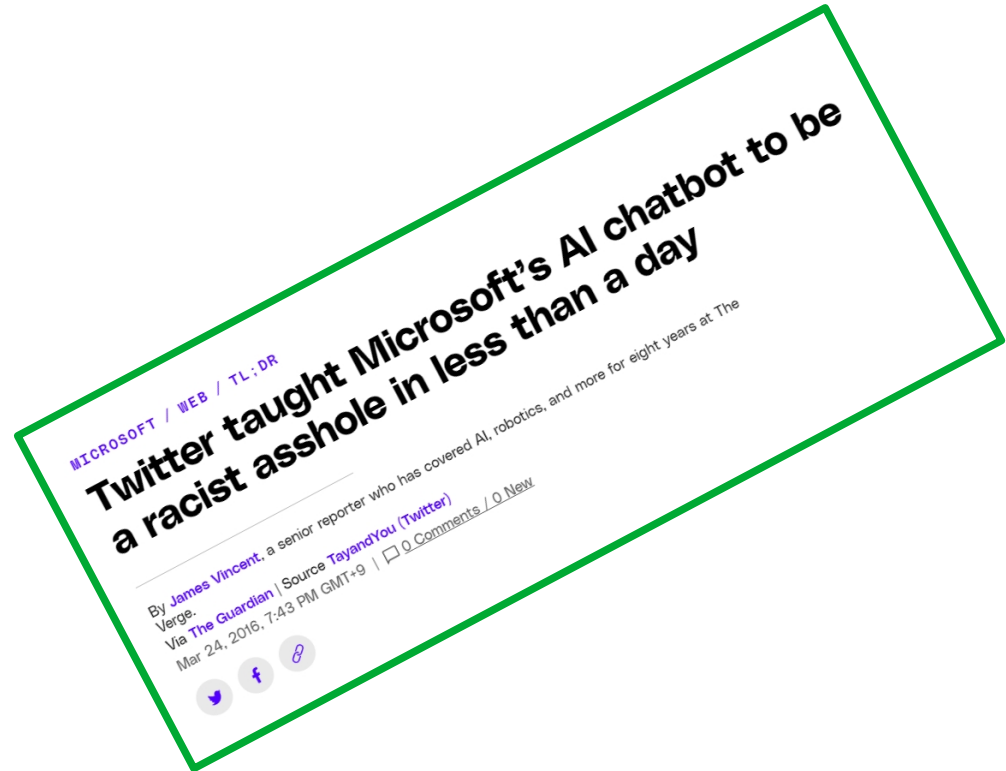 MICROSOFT / WEB / TL;DR
Twitter taught Microsoft’s AI chatbot to be
a racist asshole in less than a day
By James Vincent, a senior reporter who has covered AI, robotics, and more for eight years at The
Verge.
Via The Guardian | Source TayandYou (Twitter)
Mar 24, 2016, 7:43 PM GMT+9 | 0 Comments / 0 New